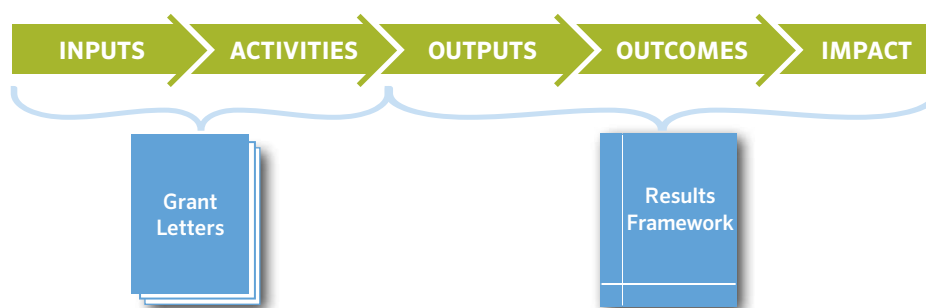 INPUTS ACTIVITIES OUTPUTS OUTCOMES IMPACT
Grant
Letters
Results
Framework